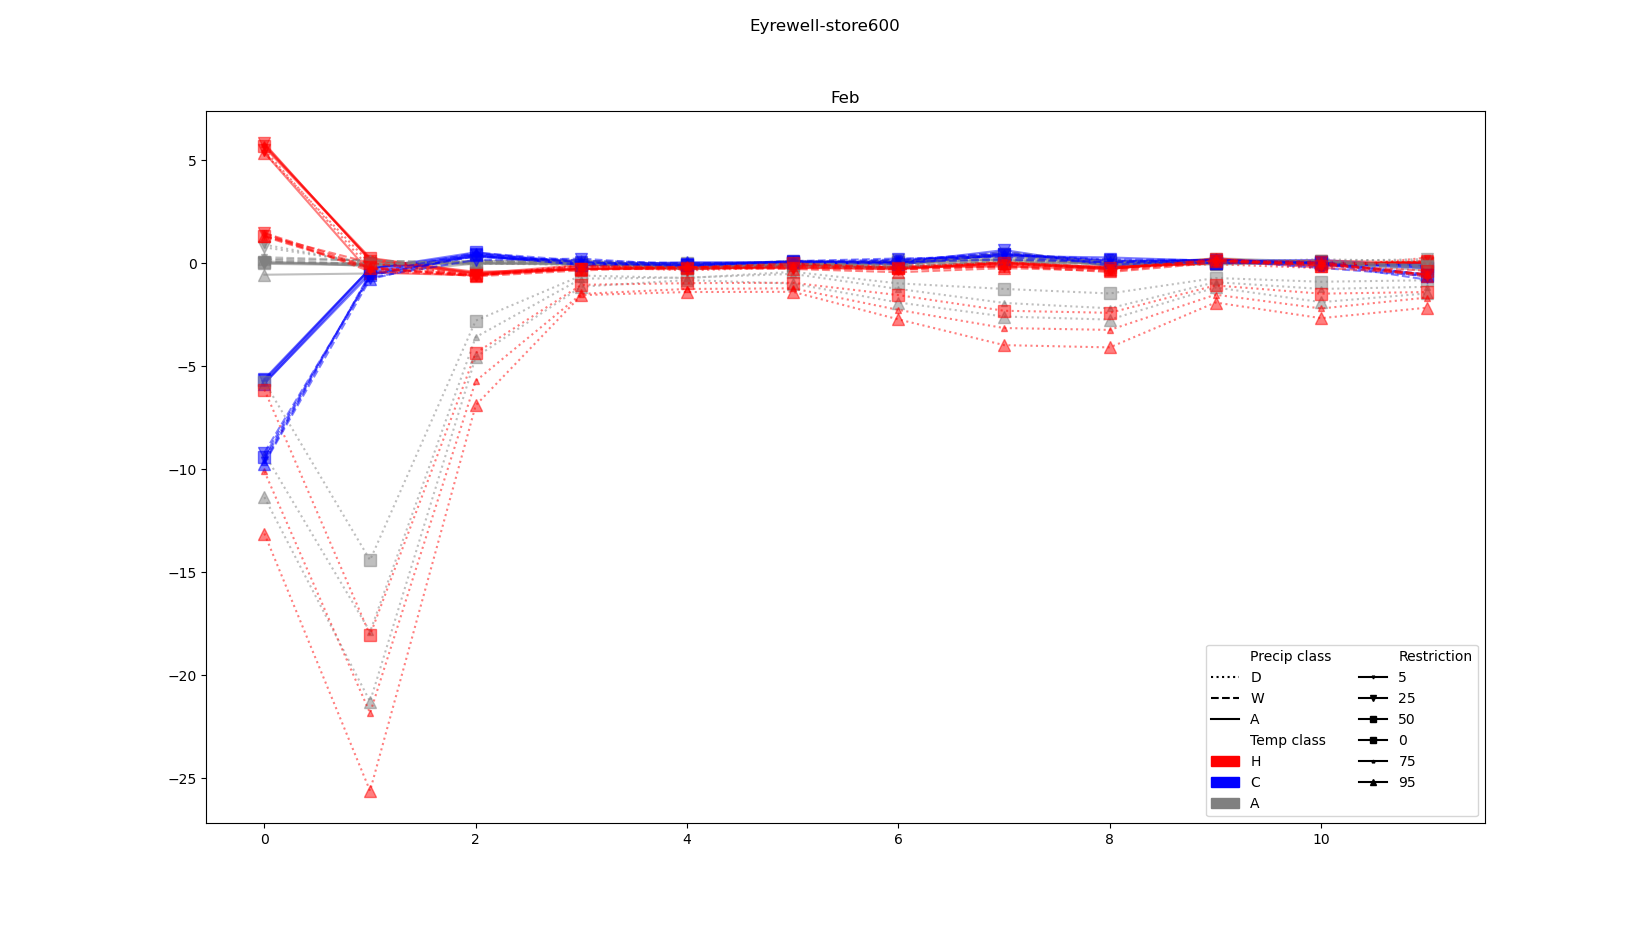 Eyrewell-store600
Feb
5
0
−5
−10
−15
−20
−25
0 2 4 6 8 10
Precip class
D
W
A
Temp class
H
C
A
Restriction
5
25
50
0
75
95